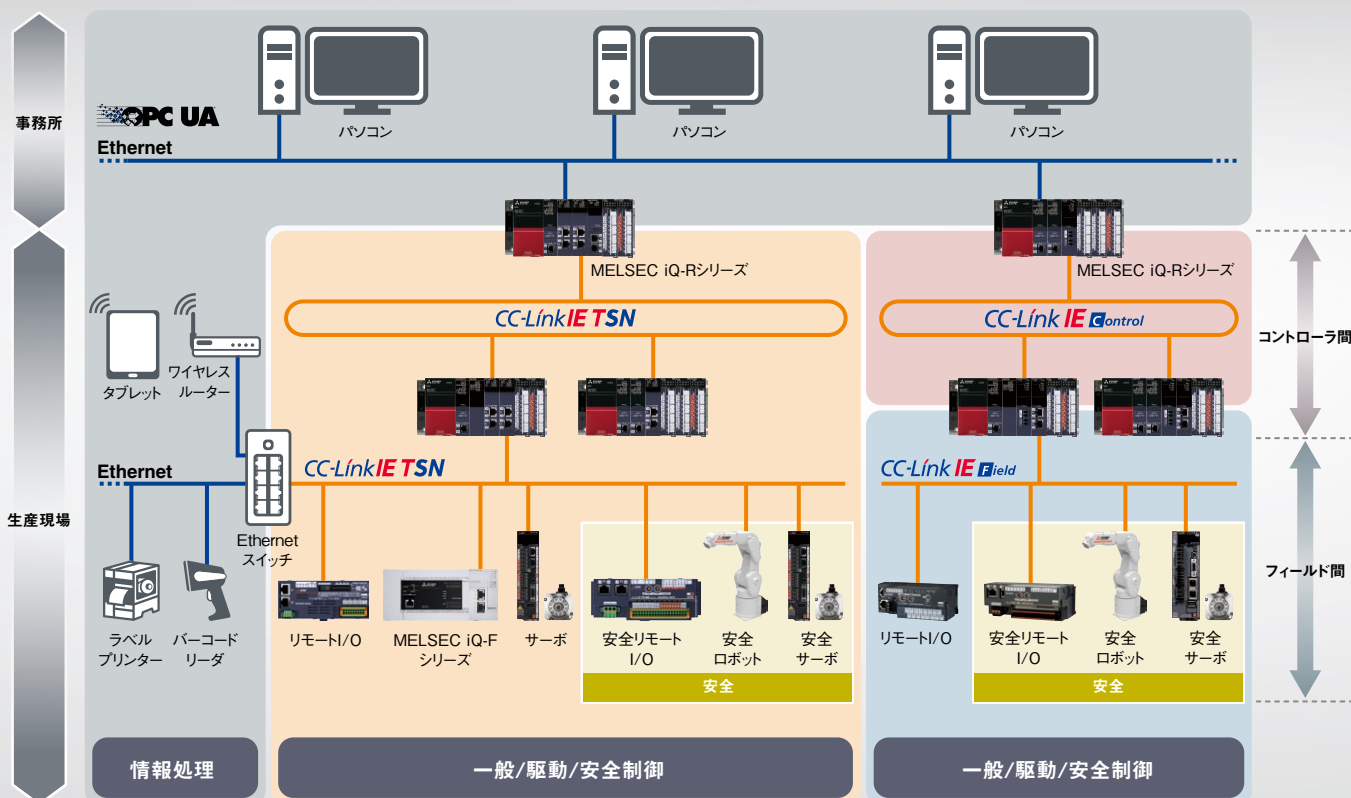 事務所
OPC UA
Ethernet
パソコン
パソコン
パソコン
MELSEC iQ-Rシリーズ
MELSEC iQ-Rシリーズ
CC-Link IE TSN
CC-Link IE Control
コントローラ間
タブレット
ワイヤレス
ルーター
生産現場
Ethernet
CC-Link IE TSN
CC-Link IE Field
Ethernet
スイッチ
フィールド間
ラベル
プリンター
バーコード
リーダ
リモートI/O
MELSEC iQ-F
シリーズ
サーボ
安全リモート
I/O
安全
ロボット
安全
サーボ
安全
リモートI/O
安全リモート
I/O
安全
ロボット
安全
サーボ
安全
情報処理
一般/駆動/安全制御
一般/駆動/安全制御